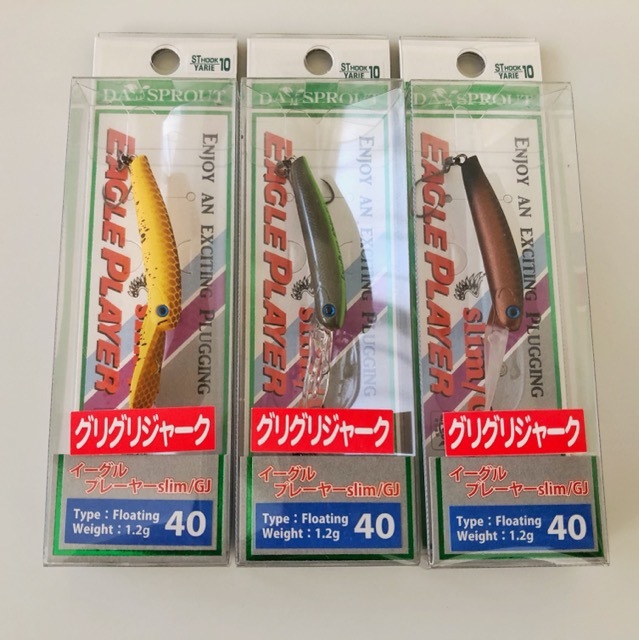 ST HOOK
YARIE 10
DAYSPROUT
ENJOY AN EXCITING PLUGGING
EAGLE PLAYER
slim
グリグリジャーク
イーグル
プレーヤーslim/GJ
Type : Floating
Weight : 1.2g
40
ST HOOK
YARIE 10
DAYSPROUT
ENJOY AN EXCITING PLUGGING
EAGLE PLAYER
slim
グリグリジャーク
イーグル
プレーヤーslim/GJ
Type : Floating
Weight : 1.2g
40
ST HOOK
YARIE 10
DAYSPROUT
ENJOY AN EXCITING PLUGGING
EAGLE PLAYER
slim/
グリグリジャーク
イーグル
プレーヤーslim/GJ
Type : Floating
Weight : 1.2g
40